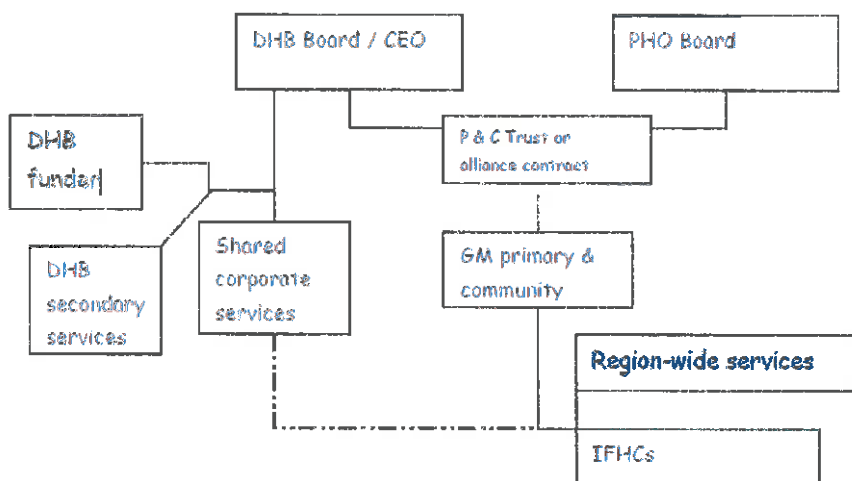 DHB Board / CEO
PHO Board
P & C Trust or
alliance contract
DHB
funder
DHB
secondary
services
Shared
corporate
services
GM primary &
community
Region-wide services
IFHCs